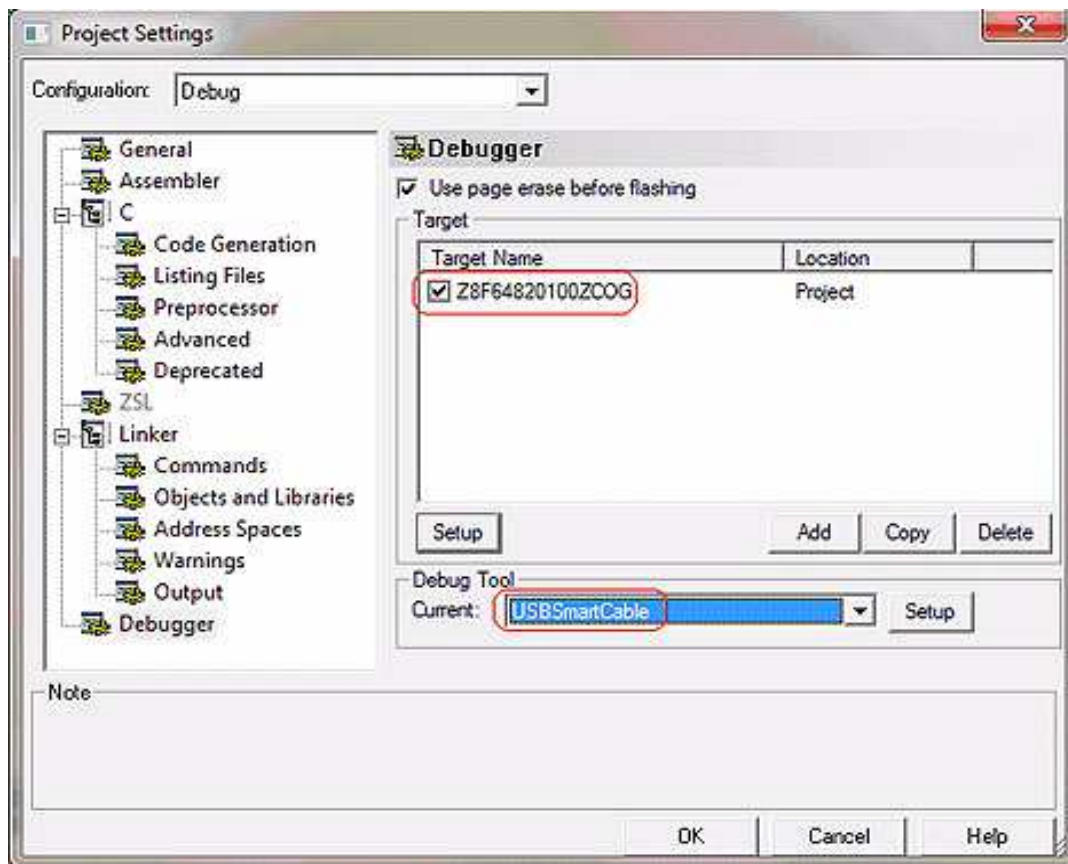 Project Settings
Configuration: Debug
General
Assembler
C
Code Generation
Listing Files
Preprocessor
Advanced
Deprecated
ZSL
Linker
Commands
Objects and Libraries
Address Spaces
Warnings
Output
Debugger
Debugger
Use page erase before flashing
Target
Target Name Location
Z8F64820100ZCOG Project
Setup Add Copy Delete
Debug Tool
Current: USBSmartCable Setup
Note
OK Cancel Help